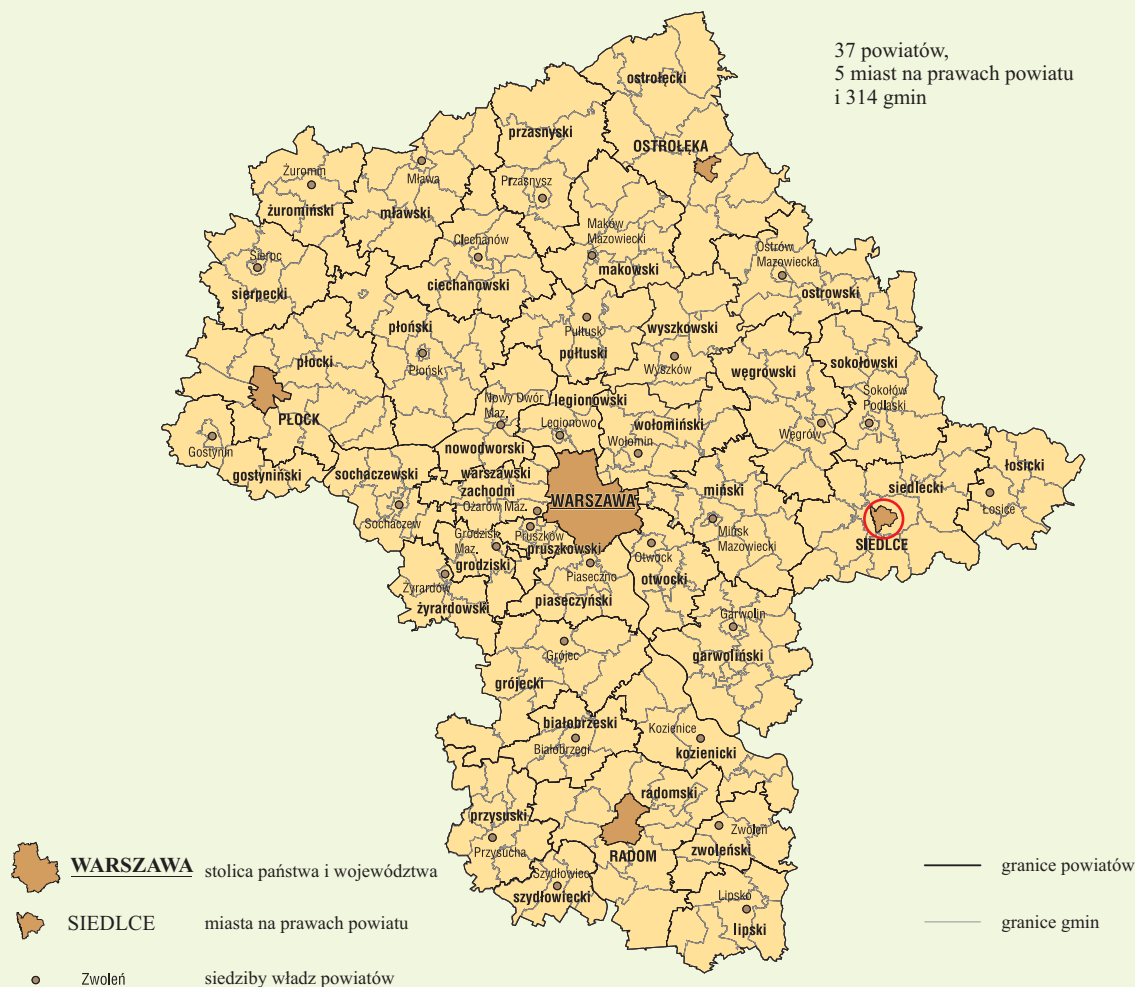 37 powiatów,
5 miast na prawach powiatu
i 314 gmin
ostrołęcki
przasnyski
OSTROŁĘKA
Żuromin
Mława
Przasnysz
żuromiński
mławski
Maków
Mazowiecki
Ciechanów
Ostrów
Mazowiecka
Sierpc
makowski
ciechanowski
sierpecki
ostrowski
płoński
Pułtusk
wyszkowski
pułtuski
płocki
Płońsk
Wyszków
węgrowski
sokołowski
Sokołów
Podlaski
Nowy Dwór
Maz.
legionowski
PŁOCK
Legionowo
wołomiński
Węgrów
Wołomin
Gostynin
nowodworski
gostyniński
sochaczewski
warszawski
zachodni
łosicki
miński
siedlecki
WARSZAWA
Ożarów Maz.
Łosice
Sochaczew
Pruszków
Mińsk
Mazowiecki
Grodzisk
Maz.
SIEDLCE
pruszkowski
Otwock
grodziski
Piaseczno
otwocki
Żyrardów
żyrardowski
piaseczyński
Garwolin
Grójec
garwoliński
grójecki
białobrzeski
Kozienice
Białobrzegi
kozienicki
radomski
przysuski
Zwoleń
Przysucha
RADOM
zwoleński
Szydłowiec
szydłowiecki
Lipsko
lipski
WARSZAWA stolica państwa i województwa
granice powiatów
SIEDLCE miasta na prawach powiatu
granice gmin
Zwoleń siedziby władz powiatów